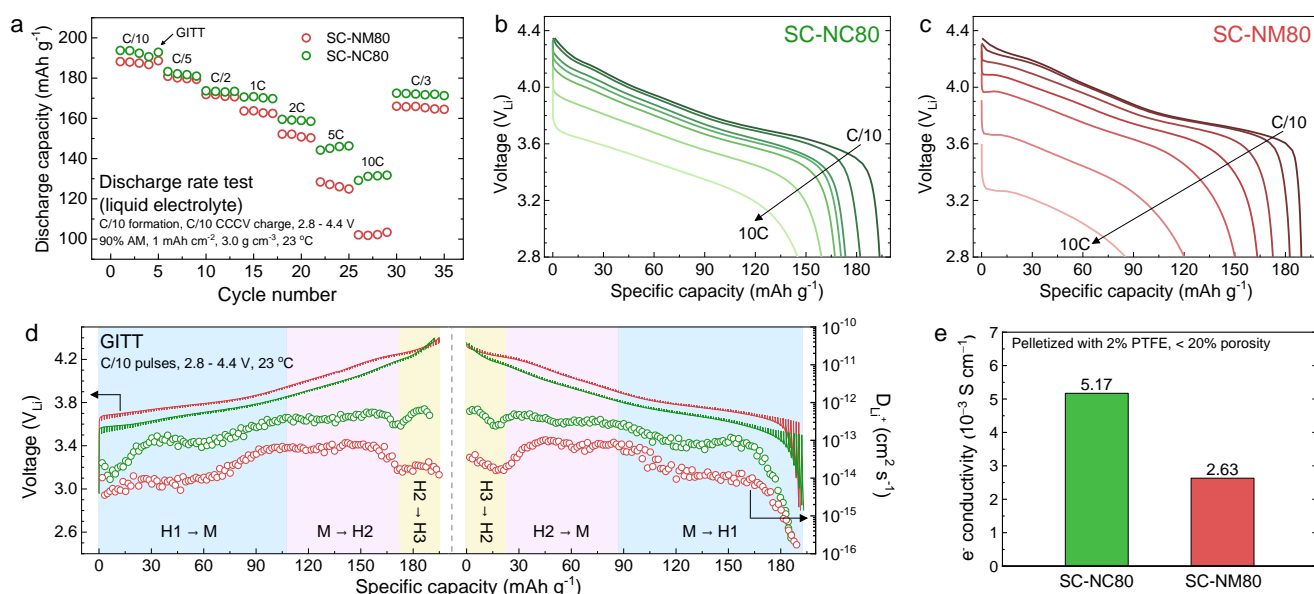 a
Discharge capacity (mAh g⁻¹)
200
180
160
140
120
100
C/10
GITT
C/5
C/2
1C
2C
5C
10C
C/3
SC-NM80
SC-NC80
Discharge rate test
(liquid electrolyte)
C/10 formation, C/10 CCCV charge, 2.8 - 4.4 V
90% AM, 1 mAh cm⁻², 3.0 g cm⁻³, 23 °C
0 5 10 15 20 25 30 35
Cycle number
b
SC-NC80
Voltage (V_Li)
4.4
4.0
3.6
3.2
2.8
C/10
10C
0 30 60 90 120 150 180
Specific capacity (mAh g⁻¹)
c
SC-NM80
Voltage (V_Li)
4.4
4.0
3.6
3.2
2.8
C/10
10C
0 30 60 90 120 150 180
Specific capacity (mAh g⁻¹)
d
GITT
C/10 pulses, 2.8 - 4.4 V, 23 °C
Voltage (V_Li)
4.2
3.8
3.4
3.0
2.6
H1 → M
M → H2
H2 → H3
H3 → H2
H2 → M
M → H1
10⁻¹⁰
10⁻¹¹
10⁻¹²
10⁻¹³
10⁻¹⁴
10⁻¹⁵
10⁻¹⁶
D_Li⁺ (cm² s⁻¹)
0 30 60 90 120 150 180 0 30 60 90 120 150 180
Specific capacity (mAh g⁻¹)
e
e⁻ conductivity (10⁻³ S cm⁻¹)
7
6
5
4
3
2
1
0
Pelletized with 2% PTFE, < 20% porosity
5.17
2.63
SC-NC80 SC-NM80